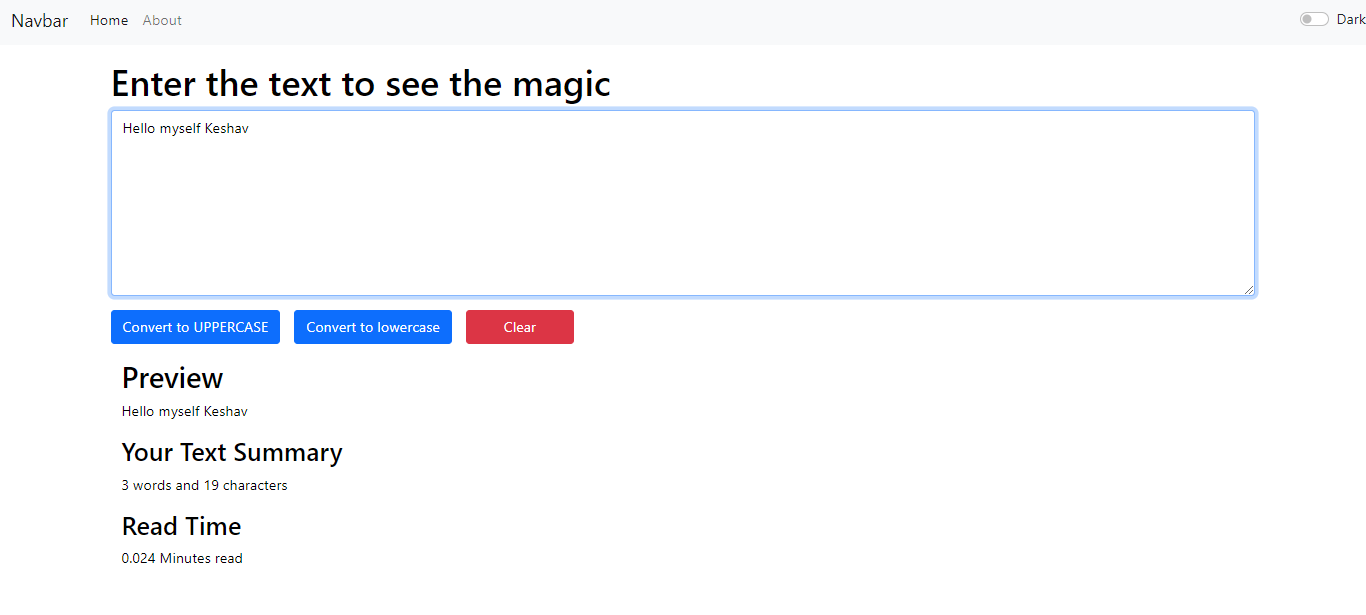 Navbar Home About Dark
Enter the text to see the magic
Hello myself Keshav
Convert to UPPERCASE Convert to lowercase Clear
Preview
Hello myself Keshav
Your Text Summary
3 words and 19 characters
Read Time
0.024 Minutes read